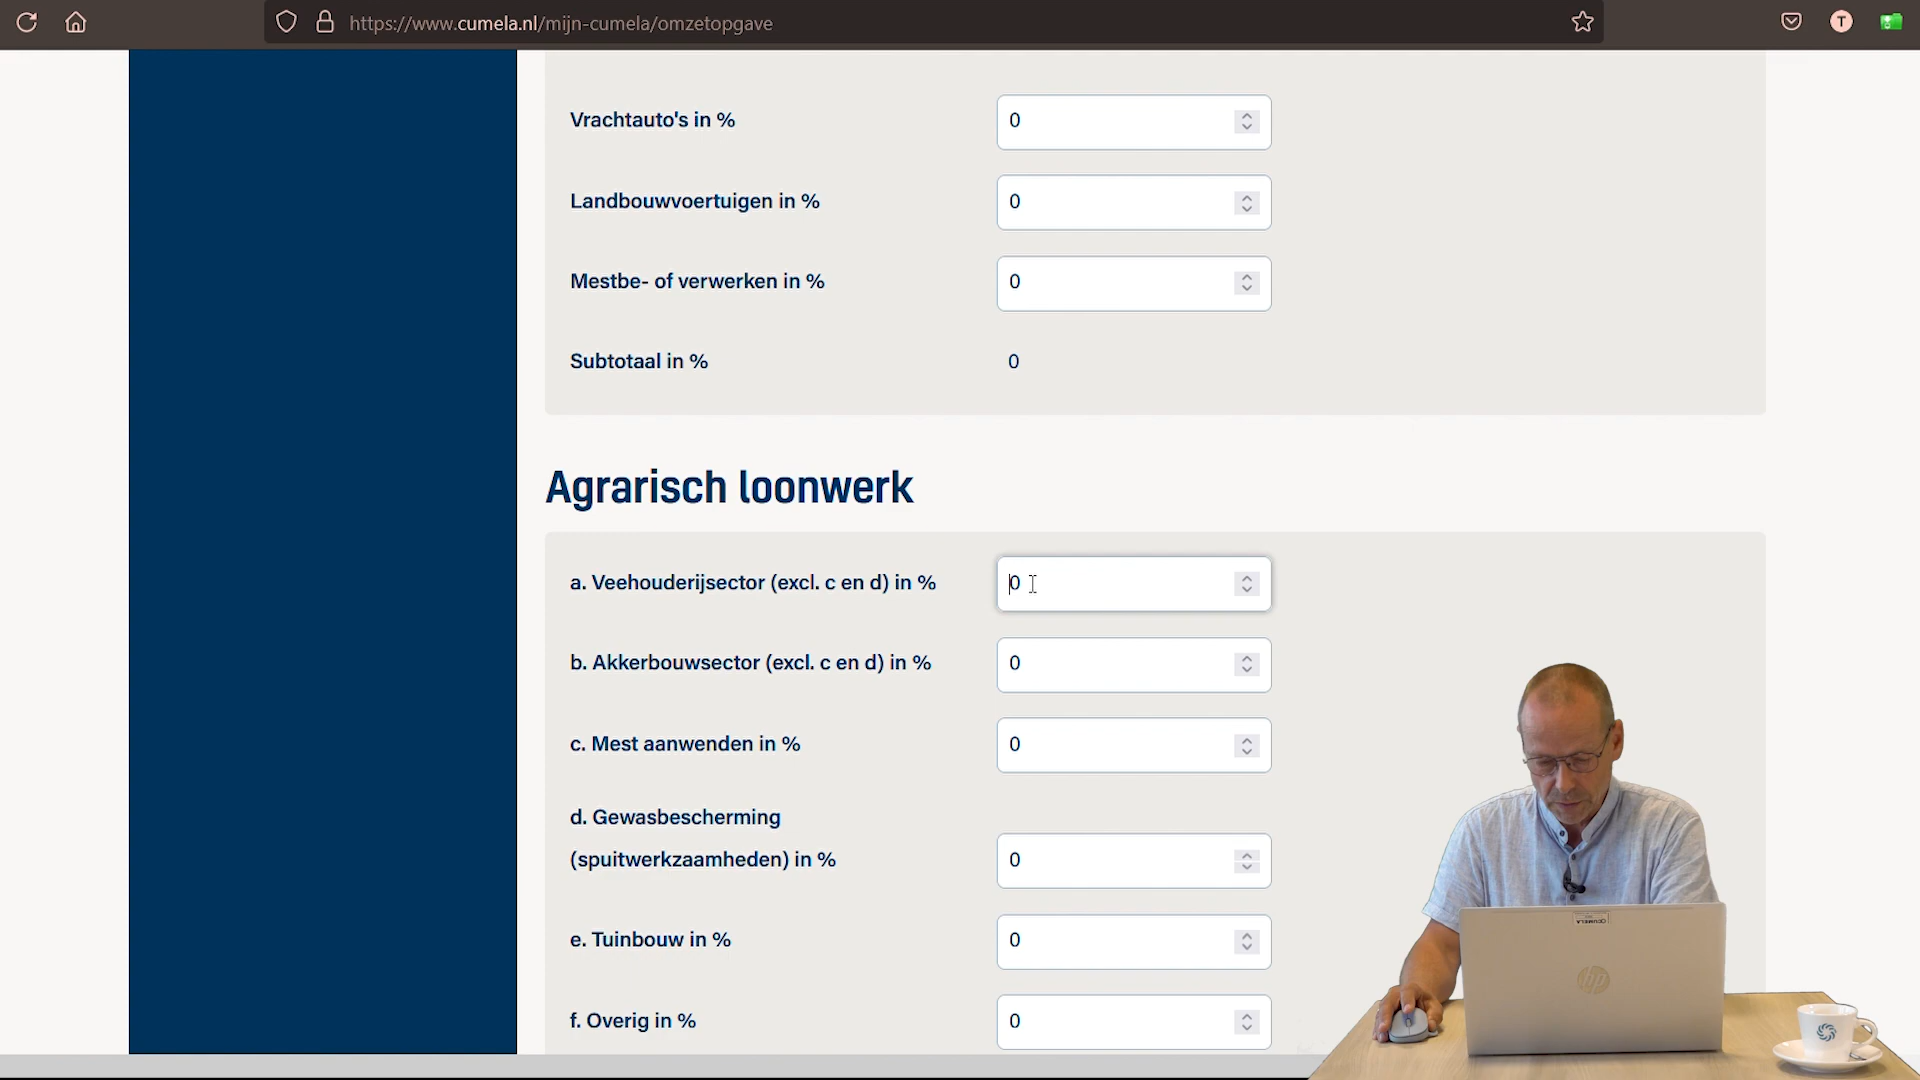 https://www.cumela.nl/mijn-cumela/omzetopgave
T
Vrachtauto's in %
0
Landbouwvoertuigen in %
0
Mestbe- of verwerken in %
0
Subtotaal in %
0
Agrarisch loonwerk
a. Veehouderijsector (excl. c en d) in %
0
b. Akkerbouwsector (excl. c en d) in %
0
c. Mest aanwenden in %
0
d. Gewasbescherming
(spuitwerkzaamheden) in %
0
e. Tuinbouw in %
0
f. Overig in %
0
CUMELA
hp